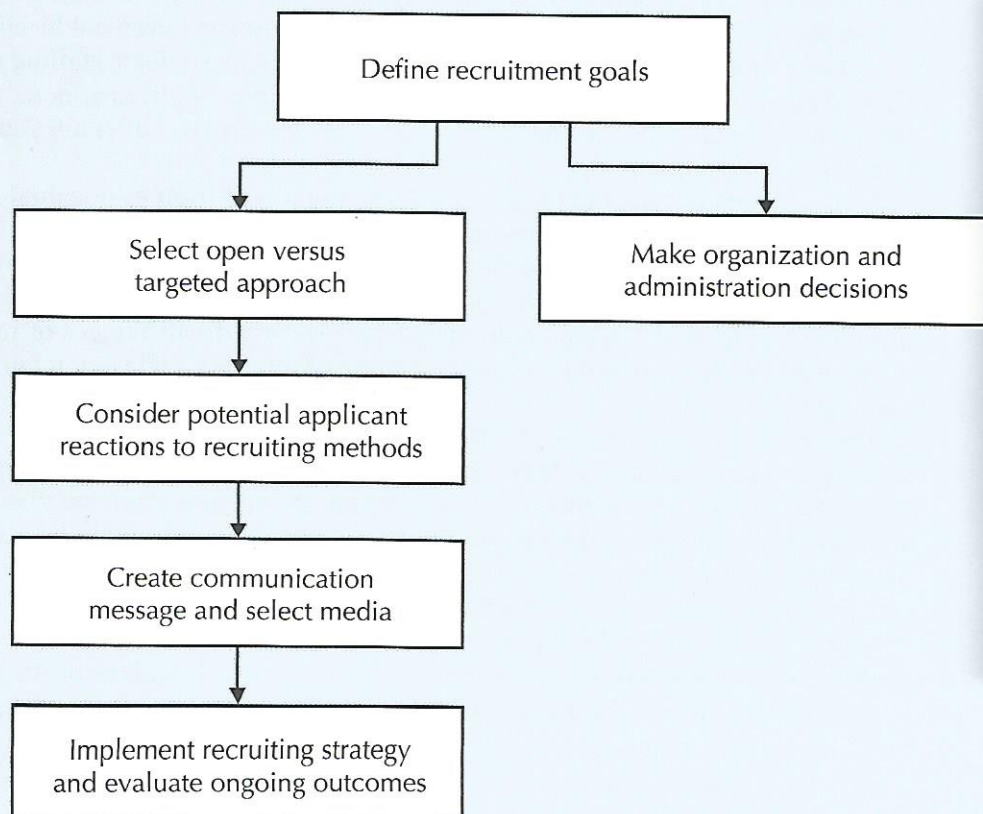 Define recruitment goals
Select open versus
targeted approach
Make organization and
administration decisions
Consider potential applicant
reactions to recruiting methods
Create communication
message and select media
Implement recruiting strategy
and evaluate ongoing outcomes